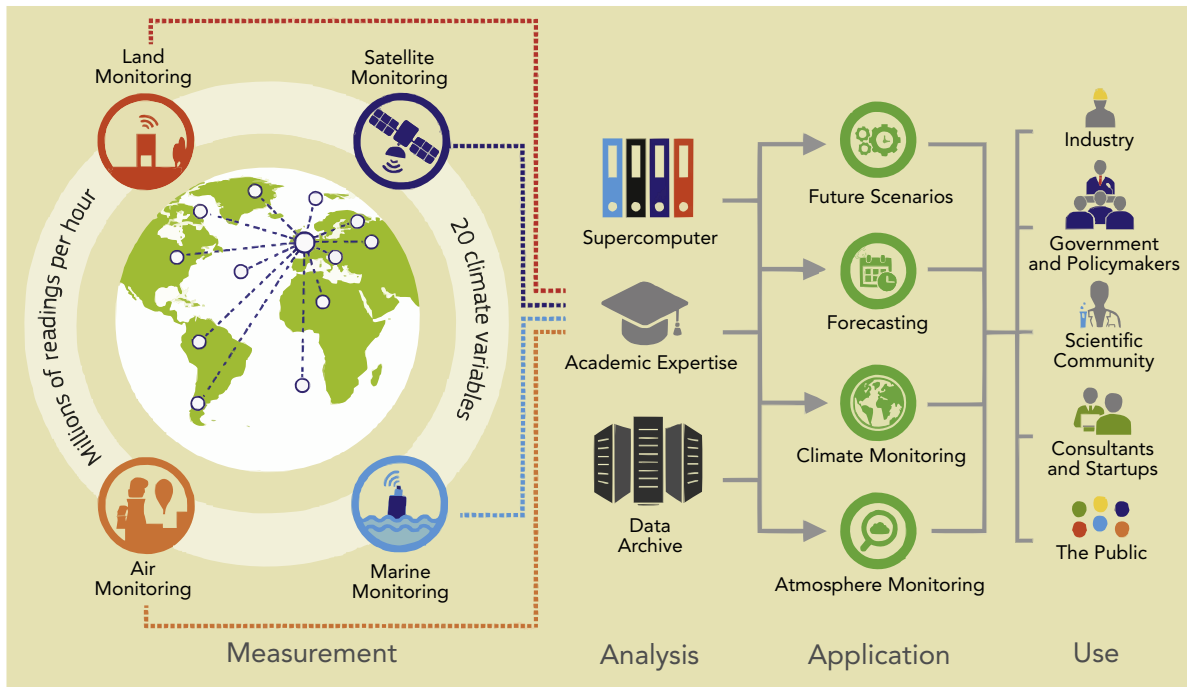 Land
Monitoring
Satellite
Monitoring
Millions of readings per hour
20 climate variables
Air
Monitoring
Marine
Monitoring
Measurement
Supercomputer
Academic Expertise
Data
Archive
Analysis
Future Scenarios
Forecasting
Climate Monitoring
Atmosphere Monitoring
Application
Industry
Government
and Policymakers
Scientific
Community
Consultants
and Startups
The Public
Use